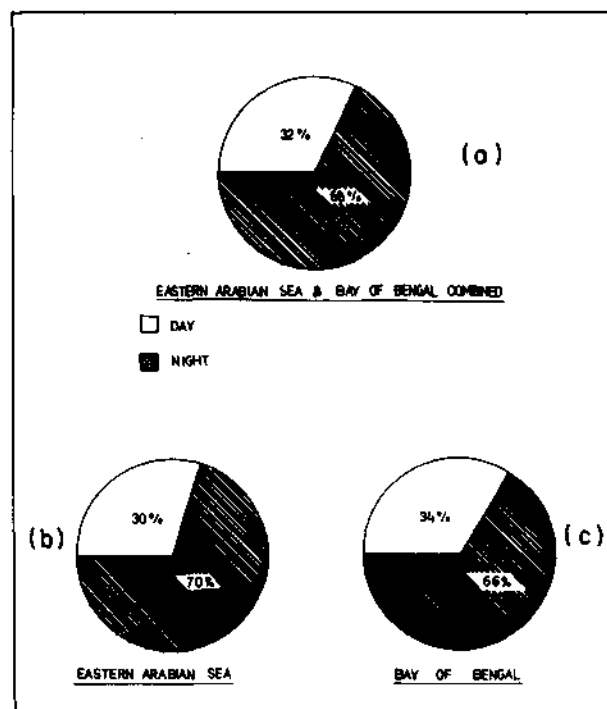 32%
(a)
EASTERN ARABIAN SEA & BAY OF BENGAL COMBINED
DAY
NIGHT
(b)
30%
70%
EASTERN ARABIAN SEA
34%
66%
(c)
BAY OF BENGAL